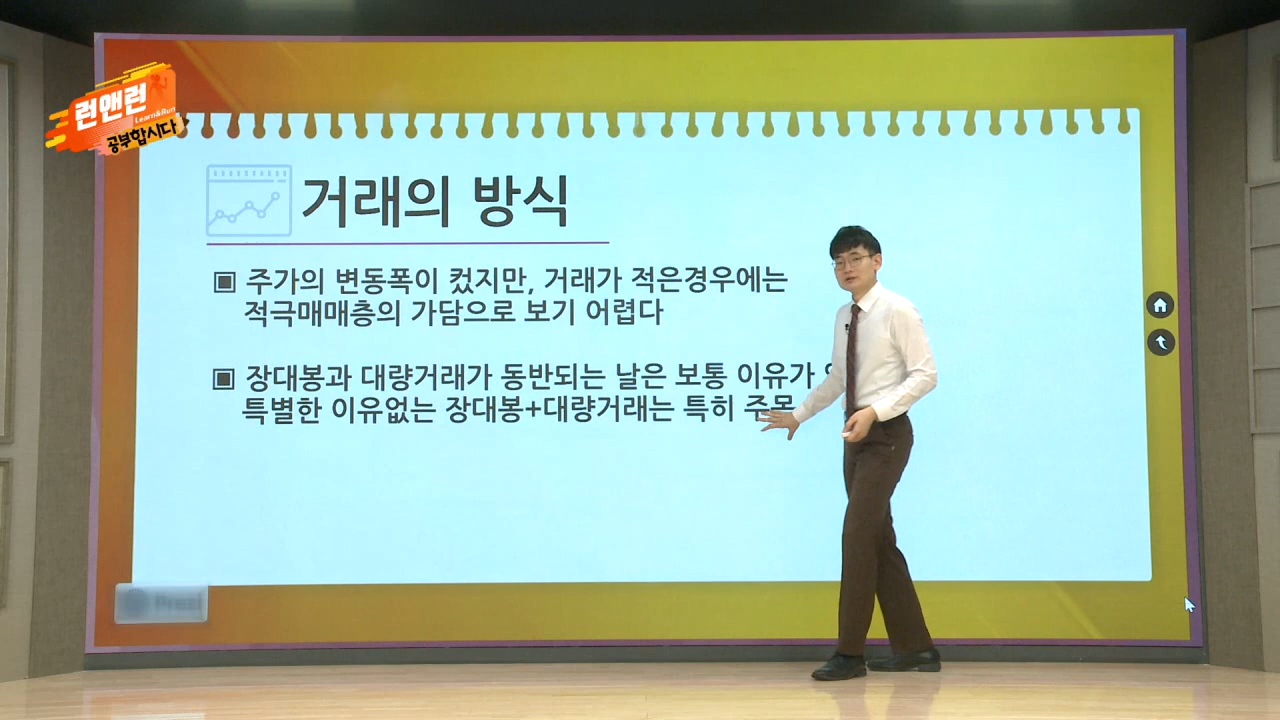 런앤런
Learn&Run
공부합시다
거래의 방식
▣ 주가의 변동폭이 컸지만, 거래가 적은경우에는
적극매매층의 가담으로 보기 어렵다
▣ 장대봉과 대량거래가 동반되는 날은 보통 이유가
특별한 이유없는 장대봉+대량거래는 특히 주목